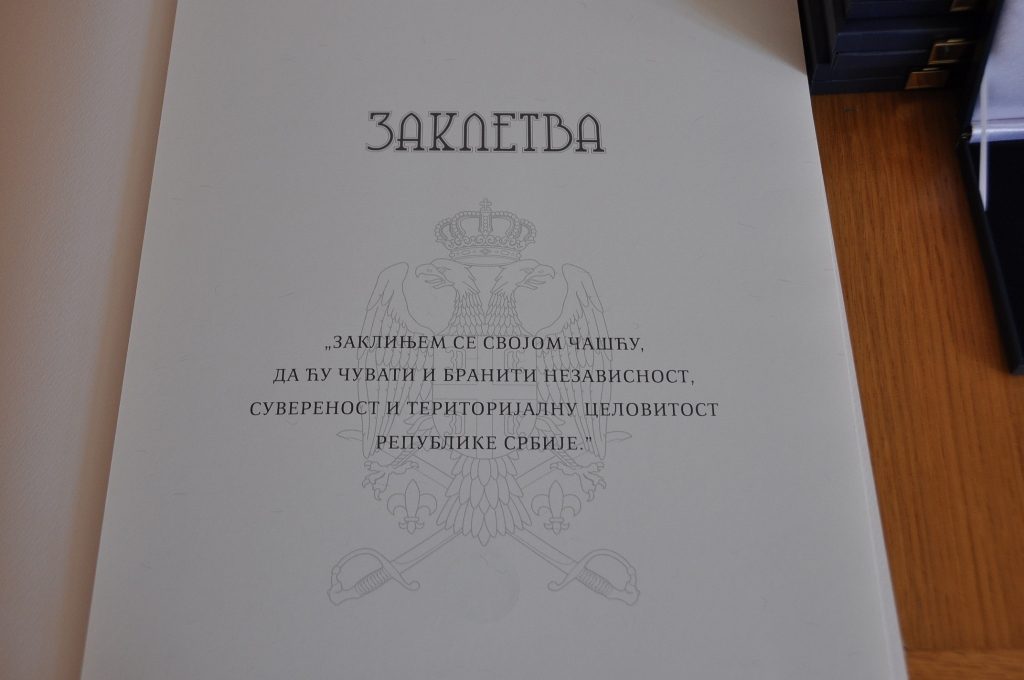 ЗАКЛЕТВА
„ЗАКЛИЊЕМ СЕ СВОЈОМ ЧАШЋУ,
ДА ЋУ ЧУВАТИ И БРАНИТИ НЕЗАВИСНОСТ,
СУВЕРЕНОСТ И ТЕРИТОРИЈАЛНУ ЦЕЛОВИТОСТ
РЕПУБЛИКЕ СРБИЈЕ.”